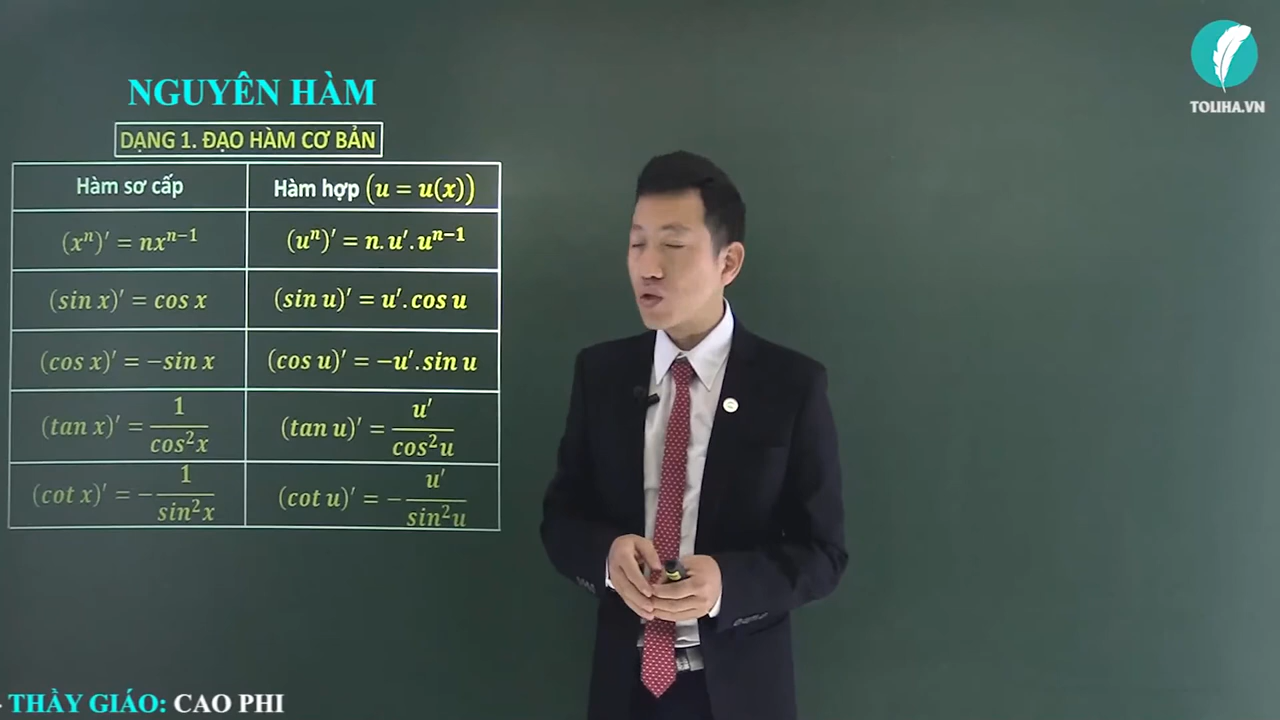 TOLIHA.VN
NGUYÊN HÀM
DẠNG 1. ĐẠO HÀM CƠ BẢN
Hàm sơ cấp
Hàm hợp (u = u(x))
(xⁿ)′ = nxⁿ⁻¹
(uⁿ)′ = n.u′.uⁿ⁻¹
(sin x)′ = cos x
(sin u)′ = u′.cos u
(cos x)′ = −sin x
(cos u)′ = −u′.sin u
(tan x)′ = 1/cos²x
(tan u)′ = u′/cos²u
(cot x)′ = −1/sin²x
(cot u)′ = −u′/sin²u
- THẦY GIÁO: CAO PHI